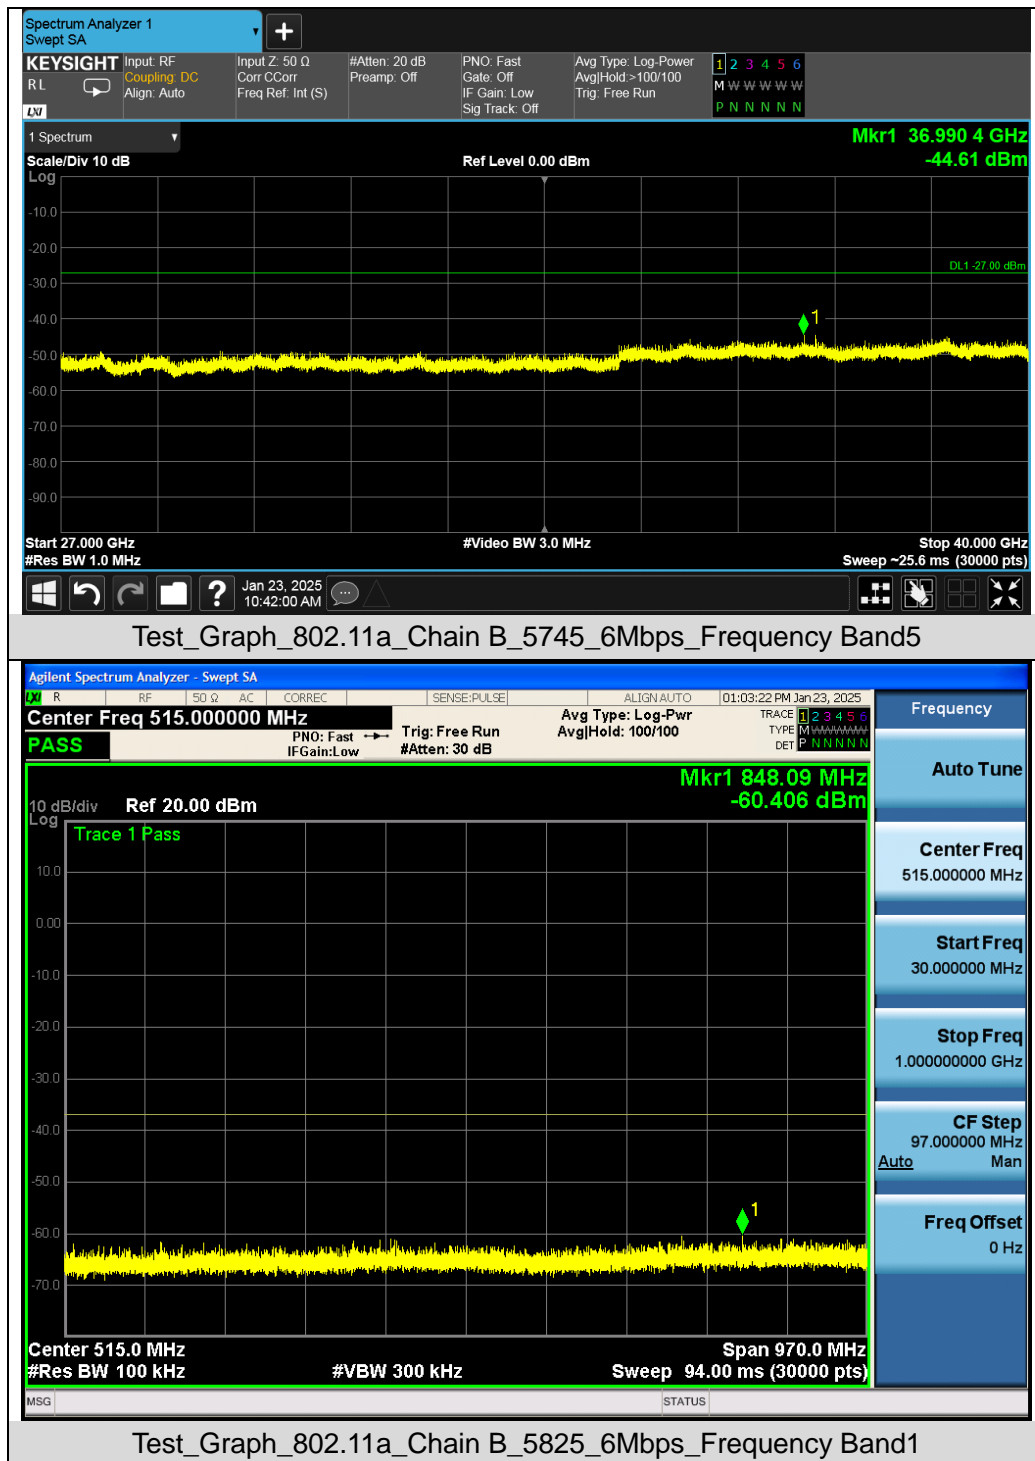 Spectrum Analyzer 1
Swept SA
KEYSIGHT
R L
LXI
Input: RF
Coupling: DC
Align: Auto
Input Z: 50 Ω
Corr CCorr
Freq Ref: Int (S)
#Atten: 20 dB
Preamp: Off
PNO: Fast
Gate: Off
IF Gain: Low
Sig Track: Off
Avg Type: Log-Power
Avg|Hold:>100/100
Trig: Free Run
1 2 3 4 5 6
M W W W W W
P N N N N N
1 Spectrum
Mkr1 36.990 4 GHz
Scale/Div 10 dB
Ref Level 0.00 dBm
-44.61 dBm
Log
-10.0
-20.0
DL1 -27.00 dBm
-30.0
-40.0
1
-50.0
-60.0
-70.0
-80.0
-90.0
Start 27.000 GHz
#Video BW 3.0 MHz
Stop 40.000 GHz
#Res BW 1.0 MHz
Sweep ~25.6 ms (30000 pts)
?
Jan 23, 2025
10:42:00 AM
Test_Graph_802.11a_Chain B_5745_6Mbps_Frequency Band5
Agilent Spectrum Analyzer - Swept SA
LXI R RF 50 Ω AC CORREC SENSE:PULSE ALIGN AUTO 01:03:22 PM Jan 23, 2025
Center Freq 515.000000 MHz
PASS
PNO: Fast
IFGain:Low
Trig: Free Run
#Atten: 30 dB
Avg Type: Log-Pwr
Avg|Hold: 100/100
TRACE 1 2 3 4 5 6
TYPE M W W W W W
DET P N N N N N
Frequency
Auto Tune
Center Freq
515.000000 MHz
Start Freq
30.000000 MHz
Stop Freq
1.000000000 GHz
CF Step
97.000000 MHz
Auto Man
Freq Offset
0 Hz
Mkr1 848.09 MHz
-60.406 dBm
10 dB/div Ref 20.00 dBm
Log
Trace 1 Pass
10.0
0.00
-10.0
-20.0
-30.0
-40.0
-50.0
1
-60.0
-70.0
Center 515.0 MHz
Span 970.0 MHz
#Res BW 100 kHz
#VBW 300 kHz
Sweep 94.00 ms (30000 pts)
MSG
STATUS
Test_Graph_802.11a_Chain B_5825_6Mbps_Frequency Band1